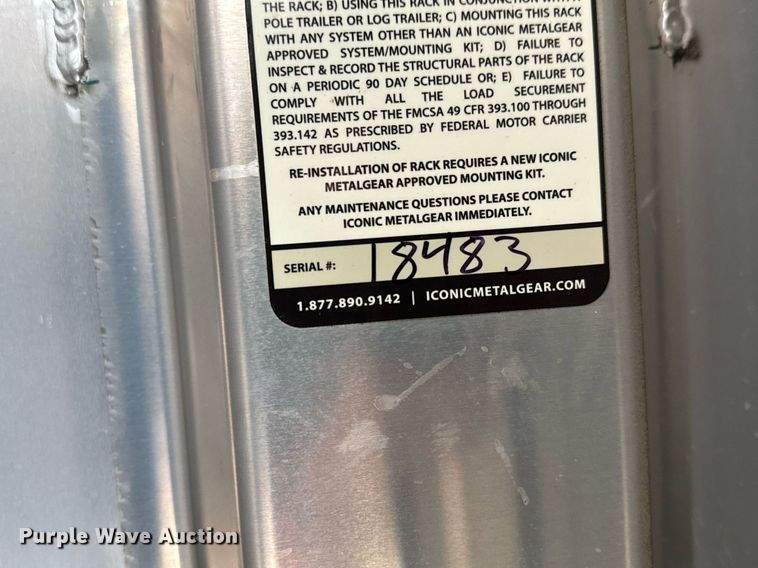 THE RACK; B) USING THIS RACK IN CONJUNCTION WITH A
POLE TRAILER OR LOG TRAILER; C) MOUNTING THIS RACK
WITH ANY SYSTEM OTHER THAN AN ICONIC METALGEAR
APPROVED SYSTEM/MOUNTING KIT; D) FAILURE TO
INSPECT & RECORD THE STRUCTURAL PARTS OF THE RACK
ON A PERIODIC 90 DAY SCHEDULE OR; E) FAILURE TO
COMPLY WITH ALL THE LOAD SECUREMENT
REQUIREMENTS OF THE FMCSA 49 CFR 393.100 THROUGH
393.142 AS PRESCRIBED BY FEDERAL MOTOR CARRIER
SAFETY REGULATIONS.
RE-INSTALLATION OF RACK REQUIRES A NEW ICONIC
METALGEAR APPROVED MOUNTING KIT.
ANY MAINTENANCE QUESTIONS PLEASE CONTACT
ICONIC METALGEAR IMMEDIATELY.
SERIAL #: 8483
1.877.890.9142 | ICONICMETALGEAR.COM
Purple Wave Auction